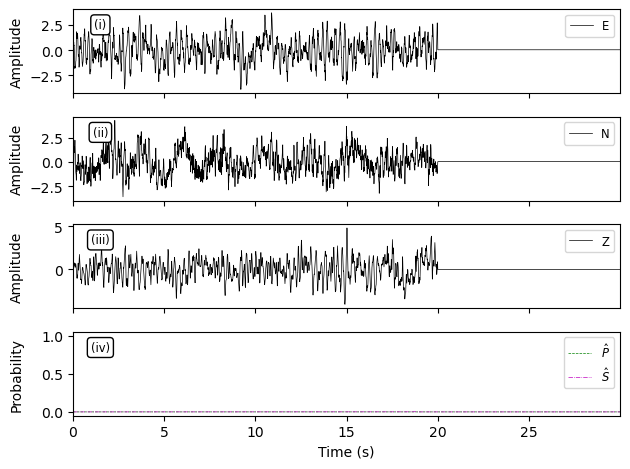 Amplitude
2.5
0.0
−2.5
(i)
E
Amplitude
2.5
0.0
−2.5
(ii)
N
Amplitude
5
0
(iii)
Z
Probability
1.0
0.5
0.0
(iv)
P̂
Ŝ
0 5 10 15 20 25
Time (s)